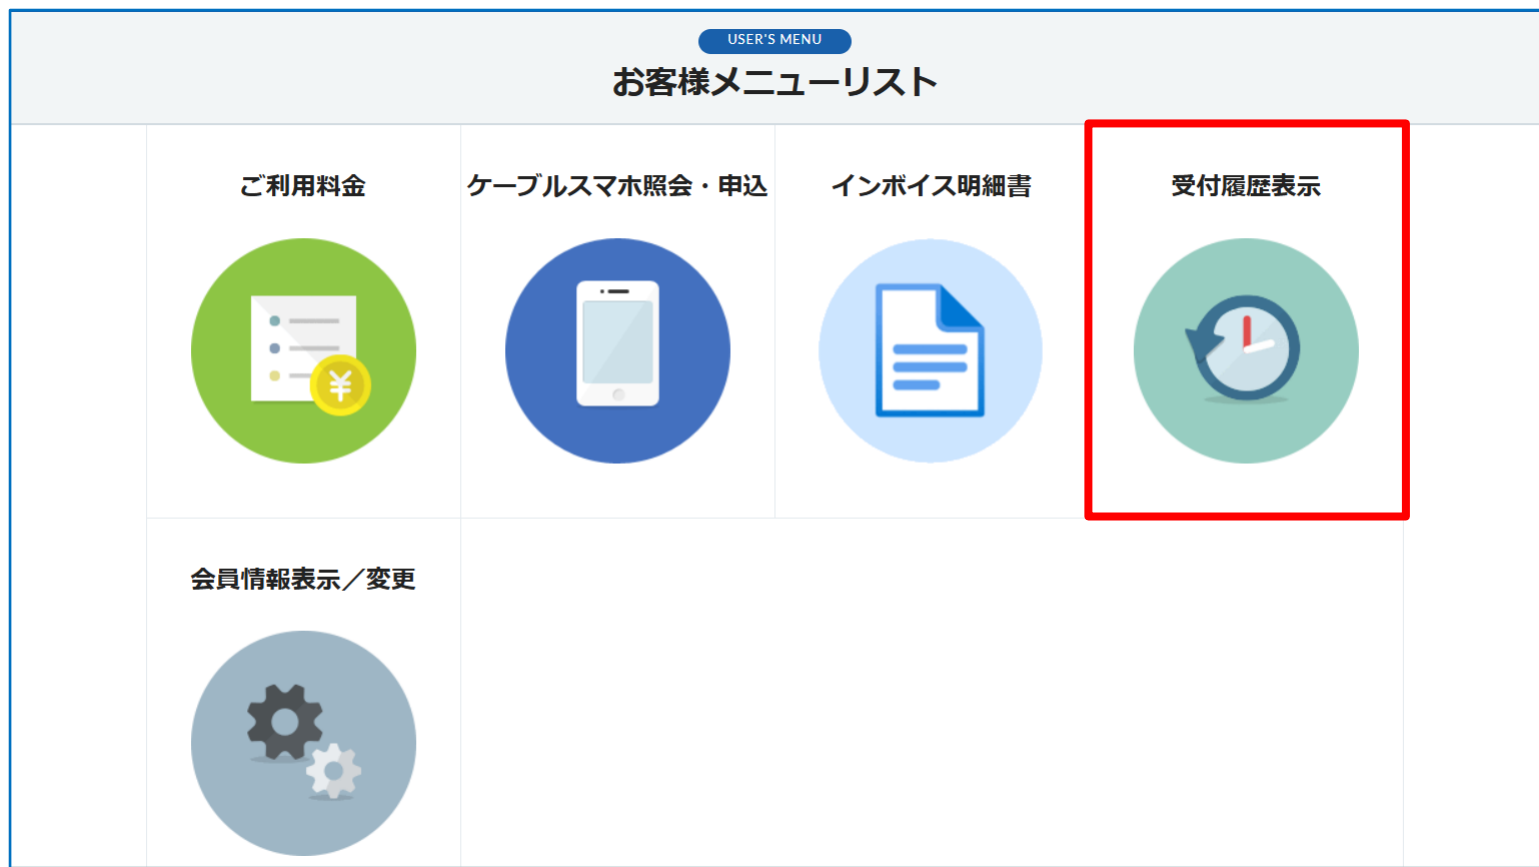 USER'S MENU
お客様メニューリスト
ご利用料金
ケーブルスマホ照会・申込
インボイス明細書
受付履歴表示
¥
会員情報表示／変更